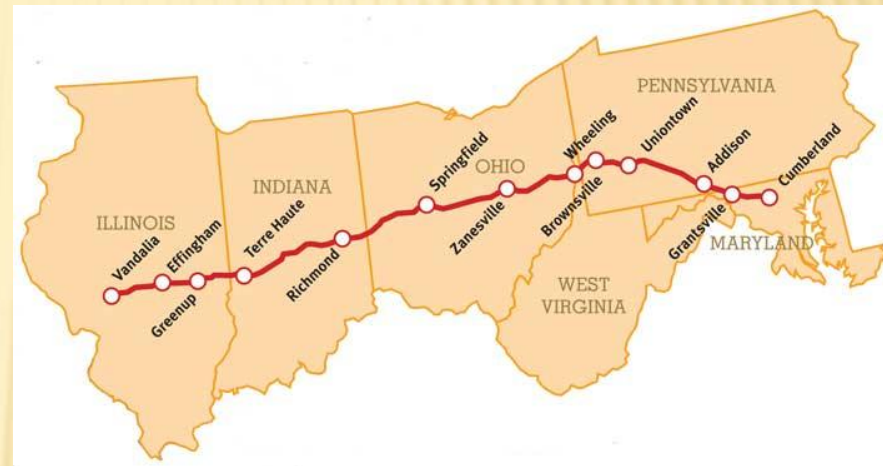 PENNSYLVANIA
OHIO
INDIANA
ILLINOIS
MARYLAND
WEST
VIRGINIA
Vandalia
Effingham
Greenup
Terre Haute
Richmond
Springfield
Zanesville
Brownsville
Wheeling
Uniontown
Addison
Grantsville
Cumberland